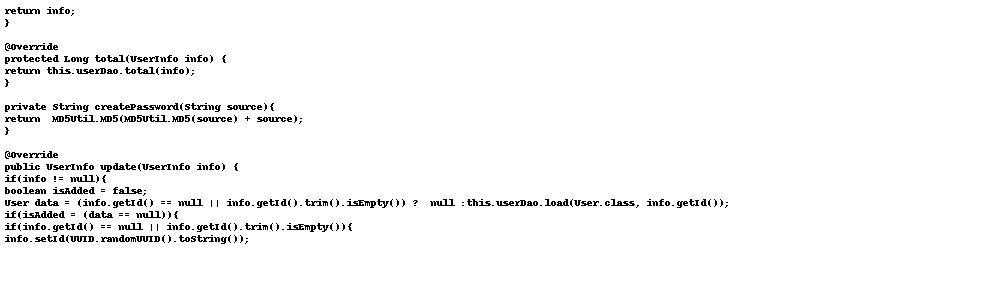 return info;
}
@Override
protected Long total(UserInfo info) {
return this.userDao.total(info);
}
private String createPassword(String source){
return  MD5Util.MD5(MD5Util.MD5(source) + source);
}
@Override
public UserInfo update(UserInfo info) {
if(info != null){
boolean isAdded = false;
User data = (info.getId() == null || info.getId().trim().isEmpty()) ?  null :this.userDao.load(User.class, info.getId());
if(isAdded = (data == null)){
if(info.getId() == null || info.getId().trim().isEmpty()){
info.setId(UUID.randomUUID().toString());